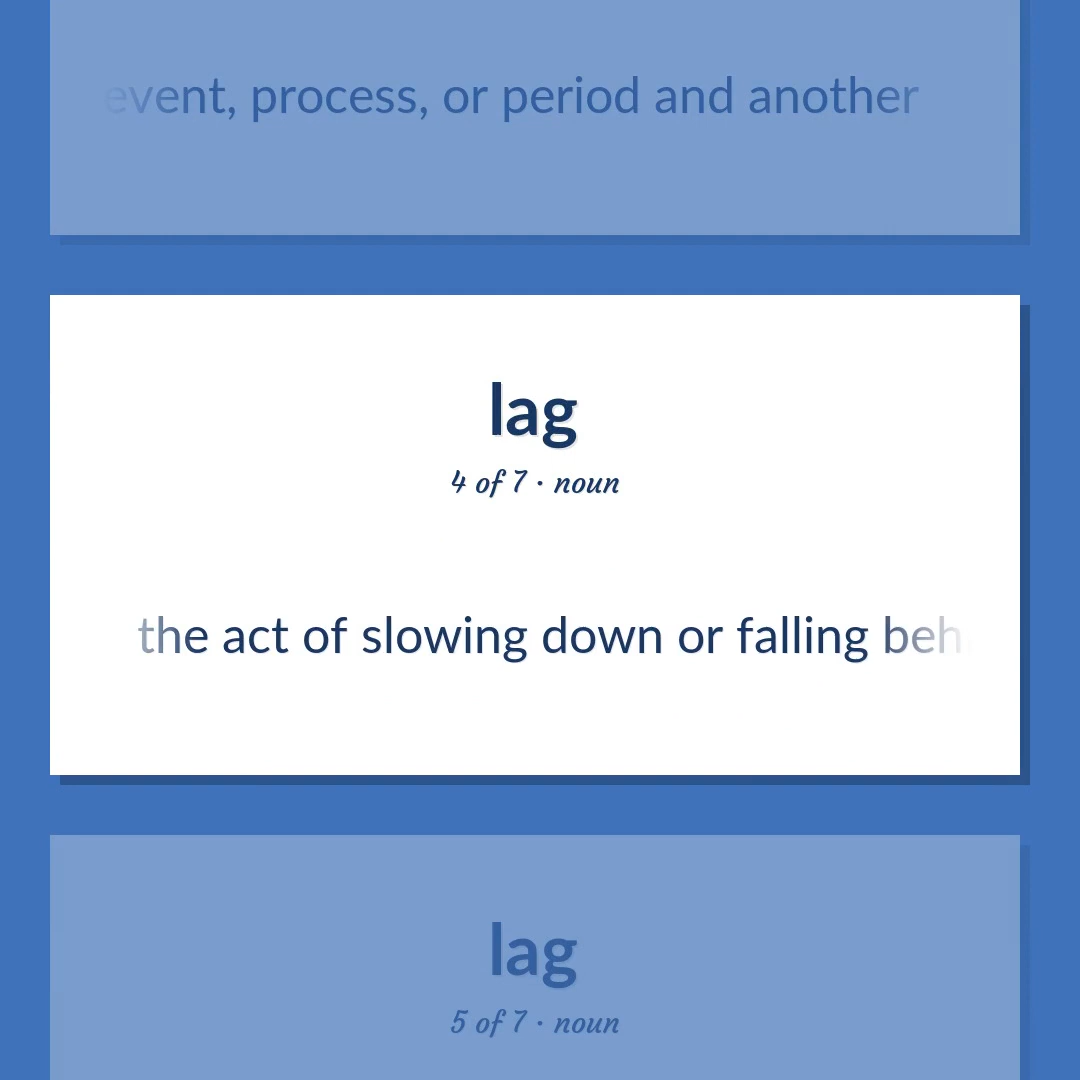 event, process, or period and another
lag
4 of 7 · noun
the act of slowing down or falling beh
lag
5 of 7 · noun